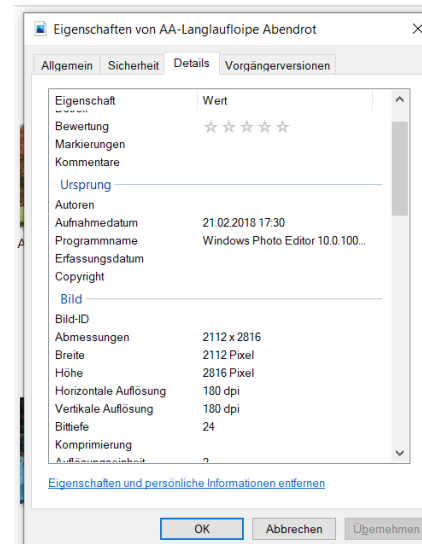 Eigenschaften von AA-Langlaufloipe Abendrot
Allgemein Sicherheit Details Vorgängerversionen
Eigenschaft Wert
Bewertung
Markierungen
Kommentare
Ursprung
Autoren
Aufnahmedatum 21.02.2018 17:30
Programmname Windows Photo Editor 10.0.100...
Erfassungsdatum
Copyright
Bild
Bild-ID
Abmessungen 2112 x 2816
Breite 2112 Pixel
Höhe 2816 Pixel
Horizontale Auflösung 180 dpi
Vertikale Auflösung 180 dpi
Bittiefe 24
Komprimierung
Auflösungseinheit 2
Eigenschaften und persönliche Informationen entfernen
OK Abbrechen Übernehmen